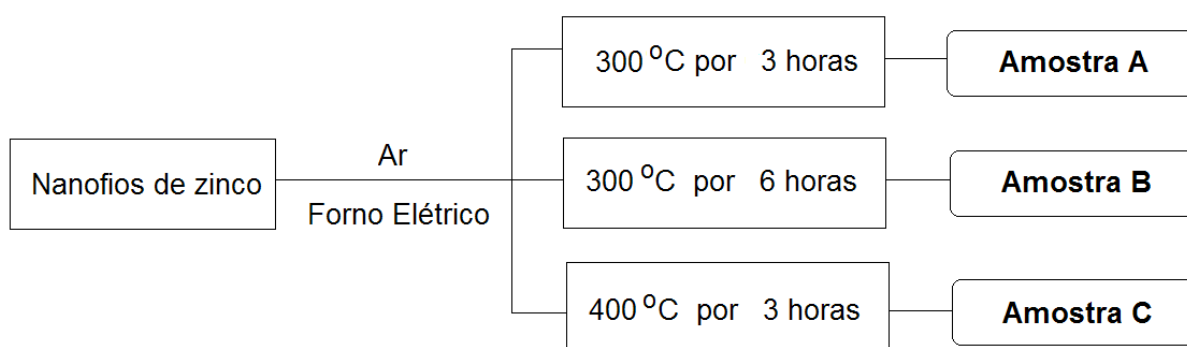 300 °C por 3 horas
Amostra A
Ar
Nanofios de zinco
300 °C por 6 horas
Amostra B
Forno Elétrico
400 °C por 3 horas
Amostra C